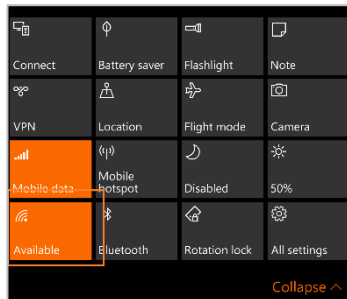 Connect Battery saver Flashlight Note
VPN Location Flight mode Camera
Mobile data Mobile hotspot Disabled 50%
Available Bluetooth Rotation lock All settings
Collapse